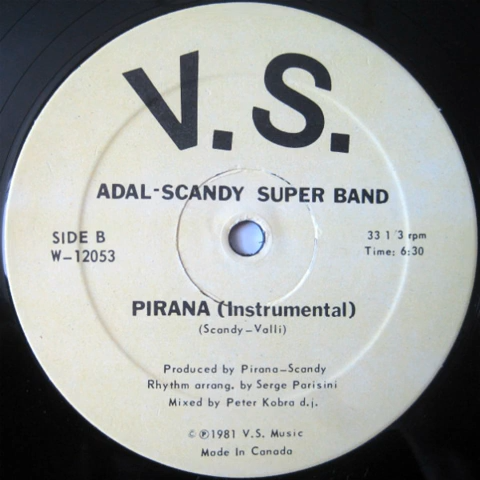 V.S.
ADAL-SCANDY SUPER BAND
SIDE B
W-12053
33 1 3 rpm
Time: 6:30
PIRANA (Instrumental)
(Scandy-Valli)
Produced by Pirana-Scandy
Rhythm arrang. by Serge Parisini
Mixed by Peter Kobra d.j.
© ℗1981 V.S. Music
Made In Canada